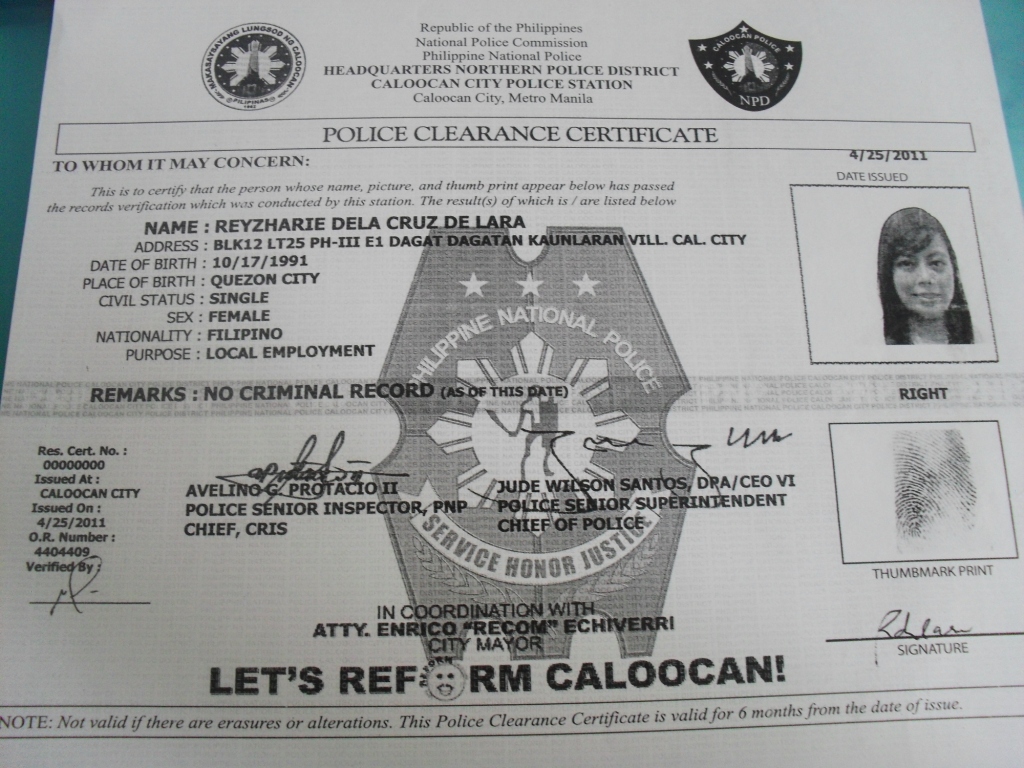 MAKASAYSAYANG LUNGSOD NG CALOOCAN
PILIPINAS
1962
Republic of the Philippines
National Police Commission
Philippine National Police
HEADQUARTERS NORTHERN POLICE DISTRICT
CALOOCAN CITY POLICE STATION
Caloocan City, Metro Manila
CALOOCAN POLICE
NPD
POLICE CLEARANCE CERTIFICATE
TO WHOM IT MAY CONCERN:
4/25/2011
DATE ISSUED
This is to certify that the person whose name, picture, and thumb print appear below has passed
the records verification which was conducted by this station. The result(s) of which is / are listed below
NAME : REYZHARIE DELA CRUZ DE LARA
ADDRESS : BLK12 LT25 PH-III E1 DAGAT DAGATAN KAUNLARAN VILL. CAL. CITY
DATE OF BIRTH : 10/17/1991
PLACE OF BIRTH : QUEZON CITY
CIVIL STATUS : SINGLE
SEX : FEMALE
NATIONALITY : FILIPINO
PURPOSE : LOCAL EMPLOYMENT
PHILIPPINE NATIONAL POLICE
REMARKS : NO CRIMINAL RECORD (AS OF THIS DATE)
RIGHT
Res. Cert. No. :
00000000
Issued At :
CALOOCAN CITY
Issued On :
4/25/2011
O.R. Number :
4404409
Verified By :
AVELINO G. PROTACIO II
POLICE SENIOR INSPECTOR, PNP
CHIEF, CRIS
JUDE WILSON SANTOS, DPA/CEO VI
POLICE SENIOR SUPERINTENDENT
CHIEF OF POLICE
SERVICE HONOR JUSTICE
THUMBMARK PRINT
IN COORDINATION WITH
ATTY. ENRICO "RECOM" ECHIVERRI
CITY MAYOR
SIGNATURE
REFORM
LET'S REFORM CALOOCAN!
NOTE: Not valid if there are erasures or alterations. This Police Clearance Certificate is valid for 6 months from the date of issue.